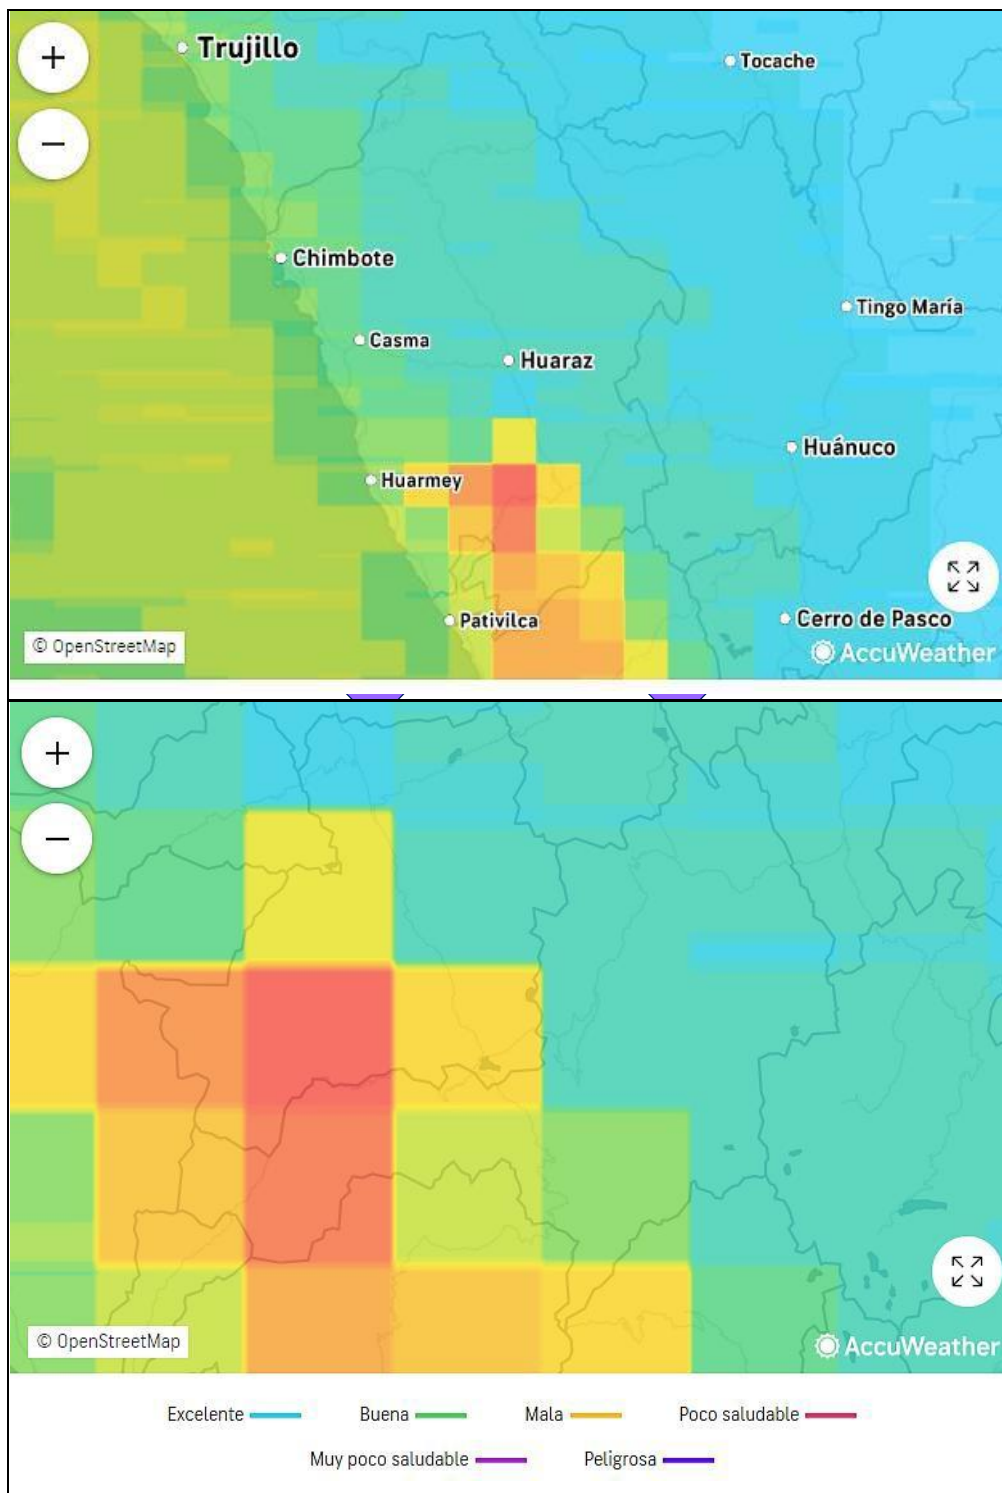 Trujillo
Tocache
Chimbote
Tingo María
Casma
Huaraz
Huánuco
Huarmey
Pativilca
Cerro de Pasco
© OpenStreetMap
AccuWeather
© OpenStreetMap
AccuWeather
Excelente
Buena
Mala
Poco saludable
Muy poco saludable
Peligrosa